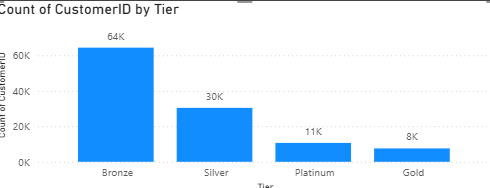 Count of CustomerID by Tier
Count of CustomerID
60K
40K
20K
0K
64K
30K
11K
8K
Bronze
Silver
Platinum
Gold
Tier